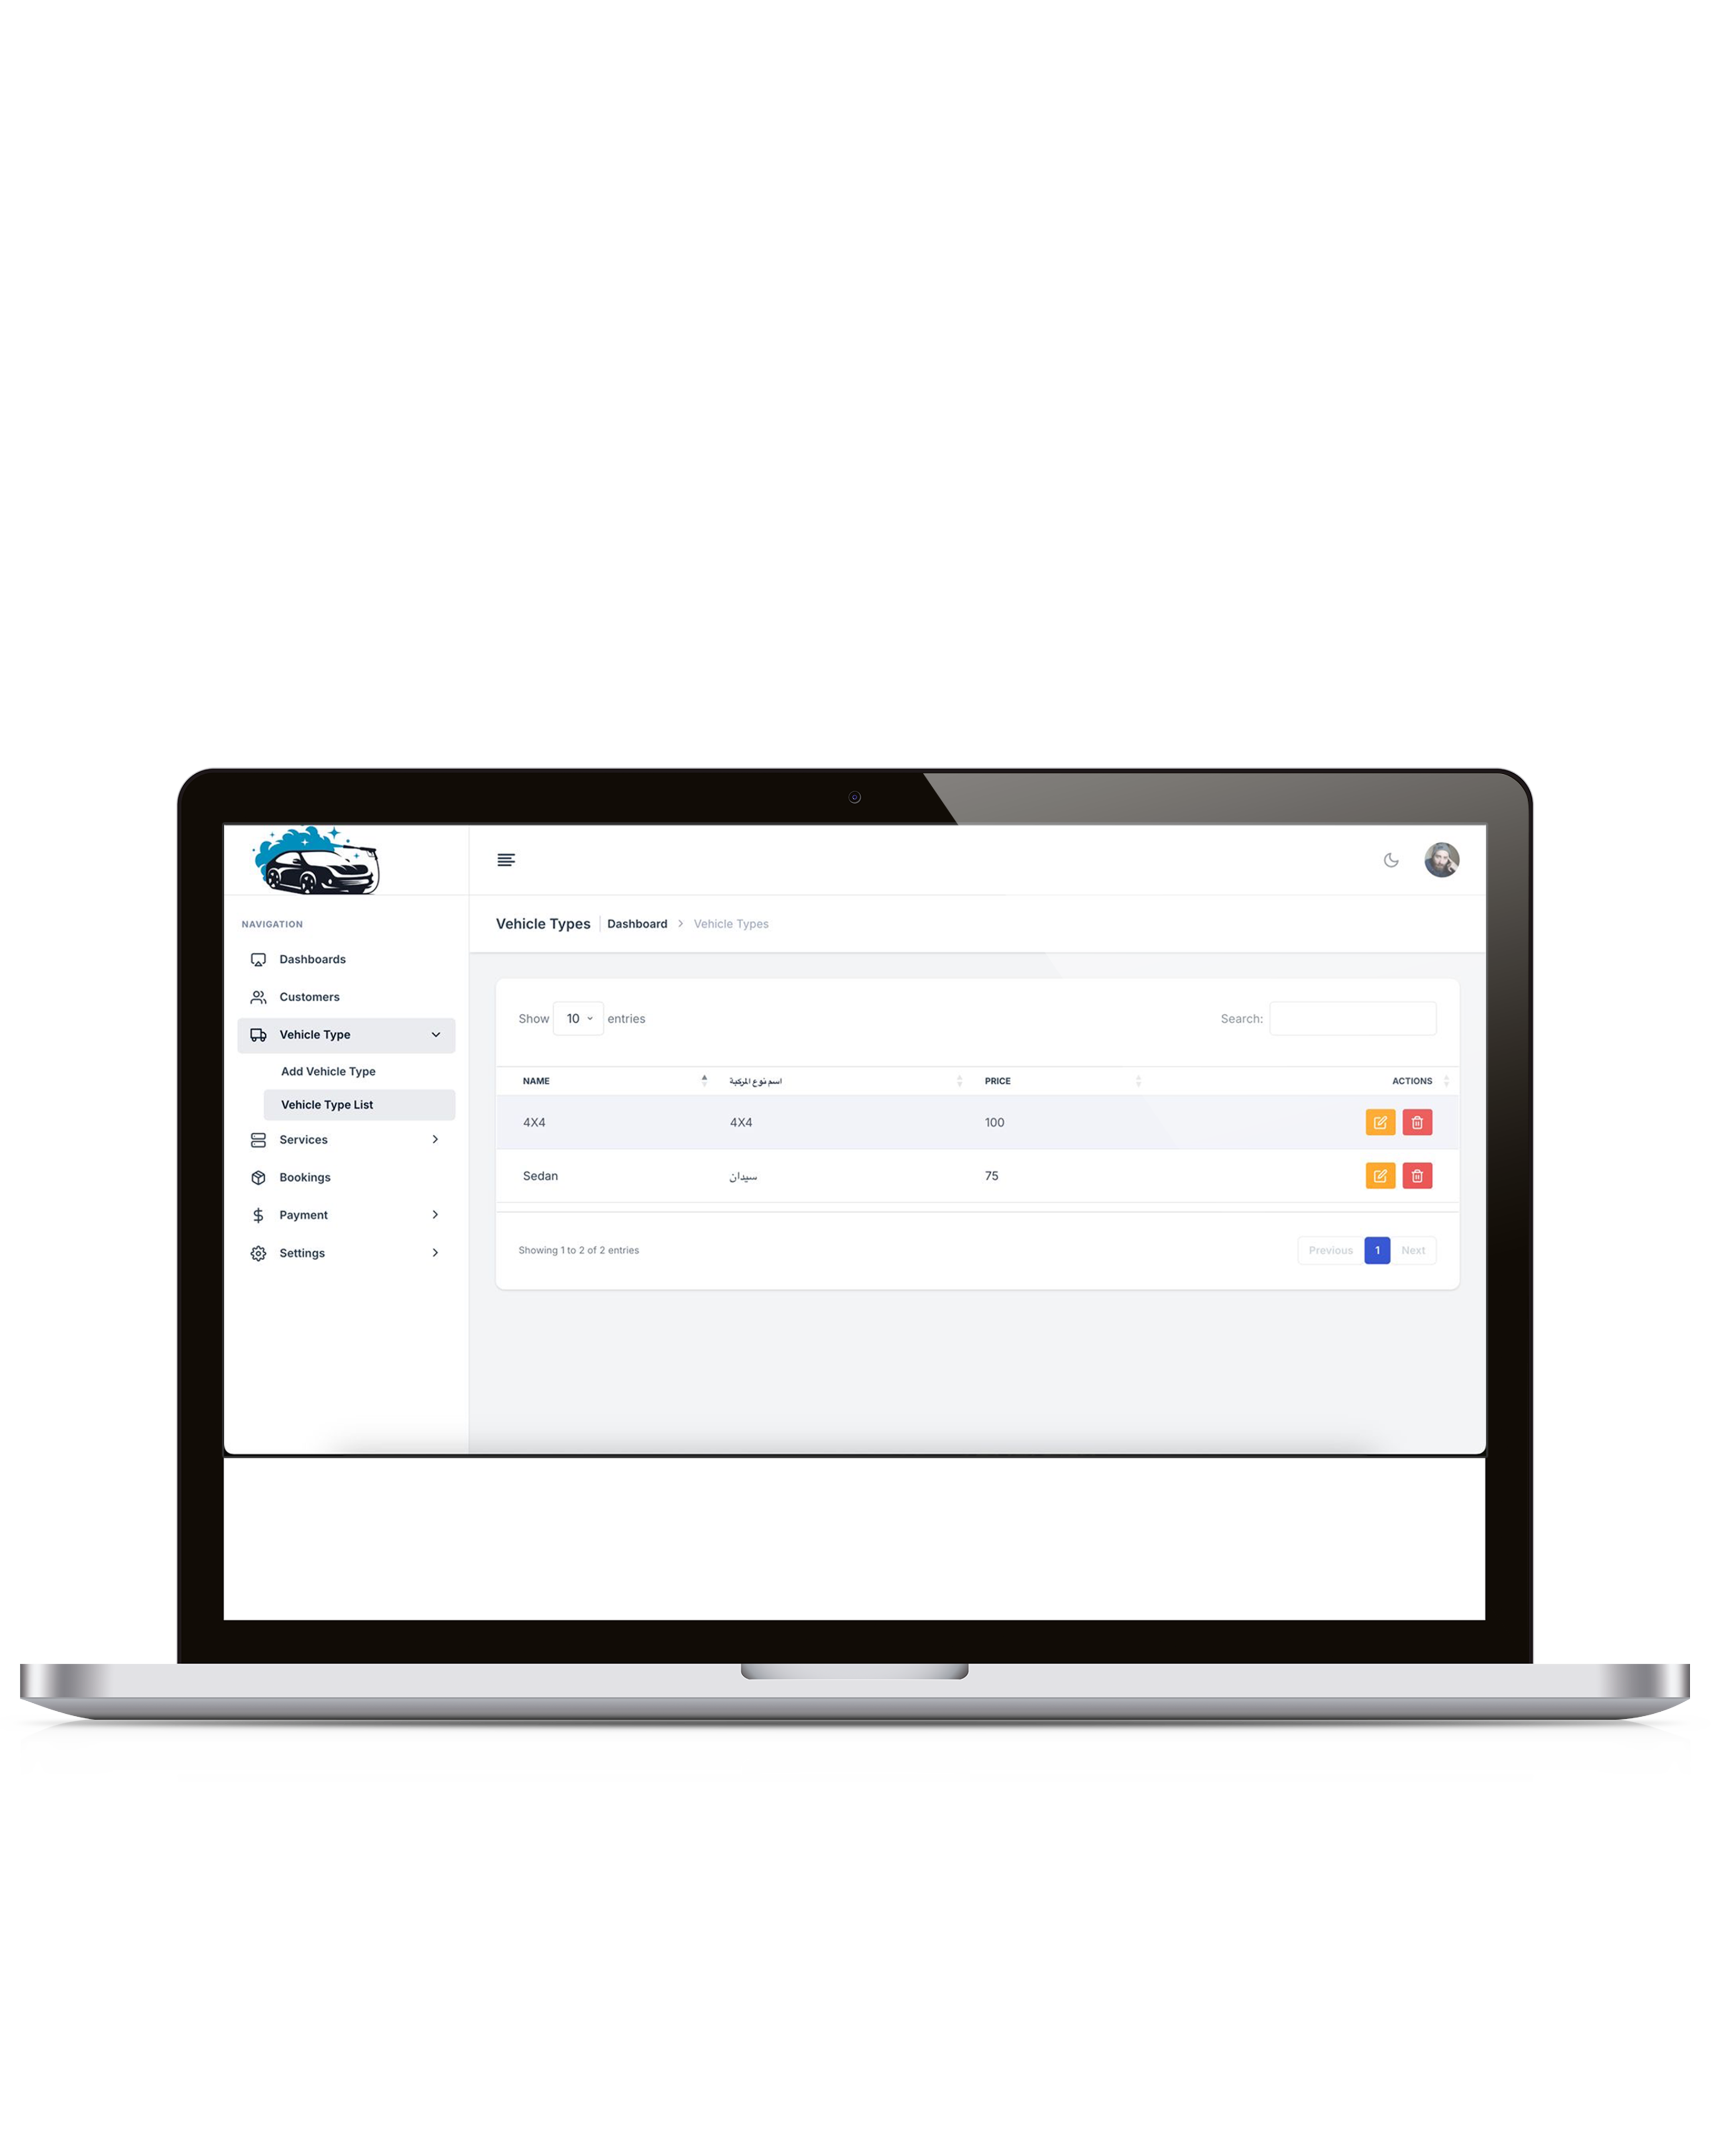 NAVIGATION
Dashboards
Customers
Vehicle Type
Add Vehicle Type
Vehicle Type List
Services
Bookings
Payment
Settings
Vehicle Types Dashboard > Vehicle Types
Show 10 entries Search:
NAME اسم نوع المركبة PRICE ACTIONS
4X4 4X4 100
Sedan سيدان 75
Showing 1 to 2 of 2 entries Previous 1 Next